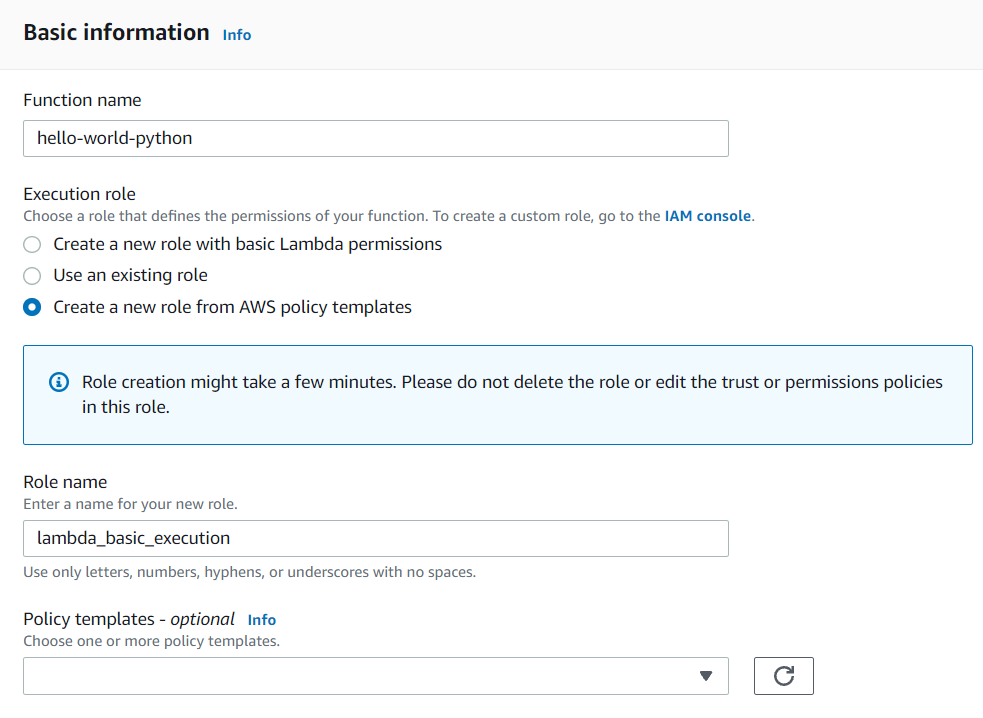 Basic information Info
Function name
hello-world-python
Execution role
Choose a role that defines the permissions of your function. To create a custom role, go to the IAM console.
Create a new role with basic Lambda permissions
Use an existing role
Create a new role from AWS policy templates
Role creation might take a few minutes. Please do not delete the role or edit the trust or permissions policies
in this role.
Role name
Enter a name for your new role.
lambda_basic_execution
Use only letters, numbers, hyphens, or underscores with no spaces.
Policy templates - optional Info
Choose one or more policy templates.